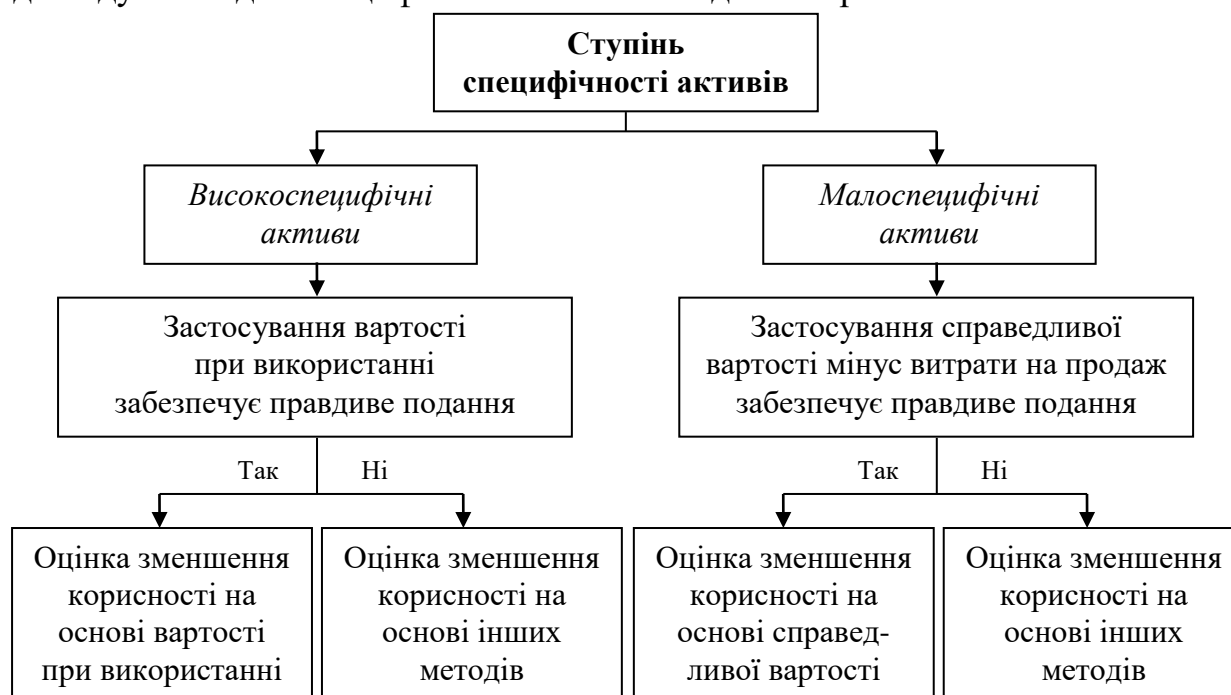 Ступінь
специфічності активів
Високоспецифічні
активи
Малоспецифічні
активи
Застосування вартості
при використанні
забезпечує правдиве подання
Застосування справедливої
вартості мінус витрати на продаж
забезпечує правдиве подання
Так
Ні
Так
Ні
Оцінка зменшення
корисності на
основі вартості
при використанні
Оцінка зменшення
корисності на
основі інших
методів
Оцінка зменшення
корисності на
основі справед-
ливої вартості
Оцінка зменшення
корисності на
основі інших
методів